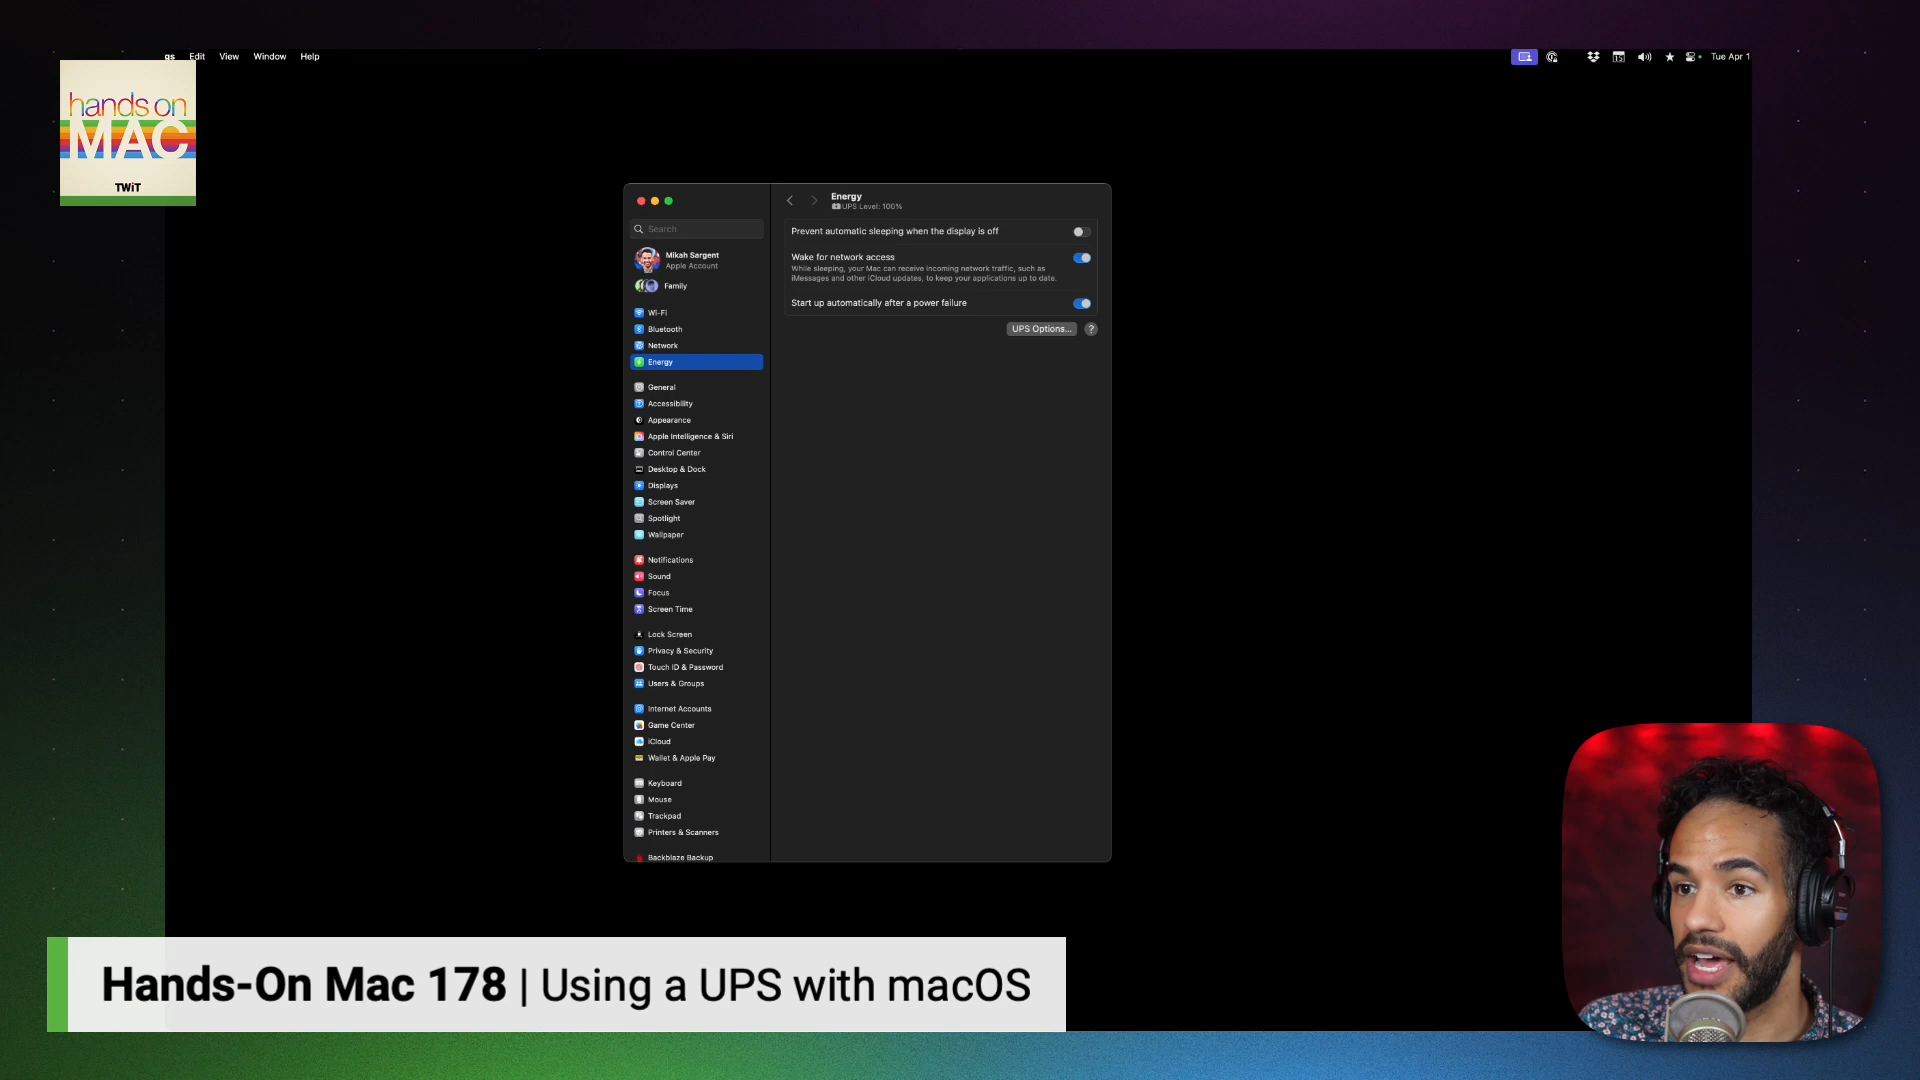 gs Edit View Window Help
15
Tue Apr 1
hands on
MAC
TWiT
Energy
UPS Level: 100%
Search
Mikah Sargent
Apple Account
Family
Wi-Fi
Bluetooth
Network
Energy
General
Accessibility
Appearance
Apple Intelligence & Siri
Control Center
Desktop & Dock
Displays
Screen Saver
Spotlight
Wallpaper
Notifications
Sound
Focus
Screen Time
Lock Screen
Privacy & Security
Touch ID & Password
Users & Groups
Internet Accounts
Game Center
iCloud
Wallet & Apple Pay
Keyboard
Mouse
Trackpad
Printers & Scanners
Backblaze Backup
Prevent automatic sleeping when the display is off
Wake for network access
While sleeping, your Mac can receive incoming network traffic, such as
iMessages and other iCloud updates, to keep your applications up to date.
Start up automatically after a power failure
UPS Options... ?
Hands-On Mac 178 | Using a UPS with macOS